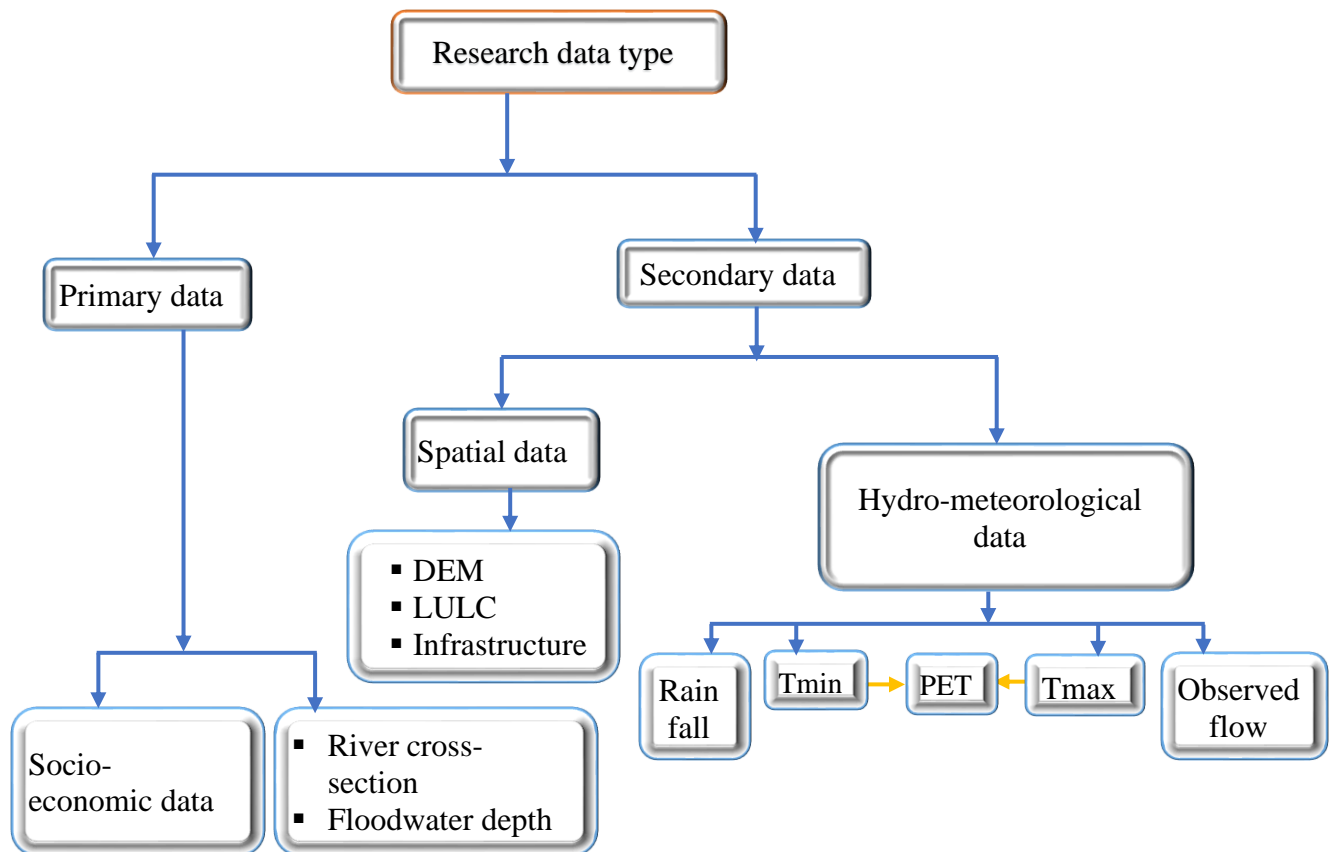 Research data type
Primary data
Secondary data
Spatial data
Hydro-meteorological
data
▪ DEM
▪ LULC
▪ Infrastructure
Rain
fall
Tmin
PET
Tmax
Observed
flow
Socio-
economic data
▪ River cross-
section
▪ Floodwater depth